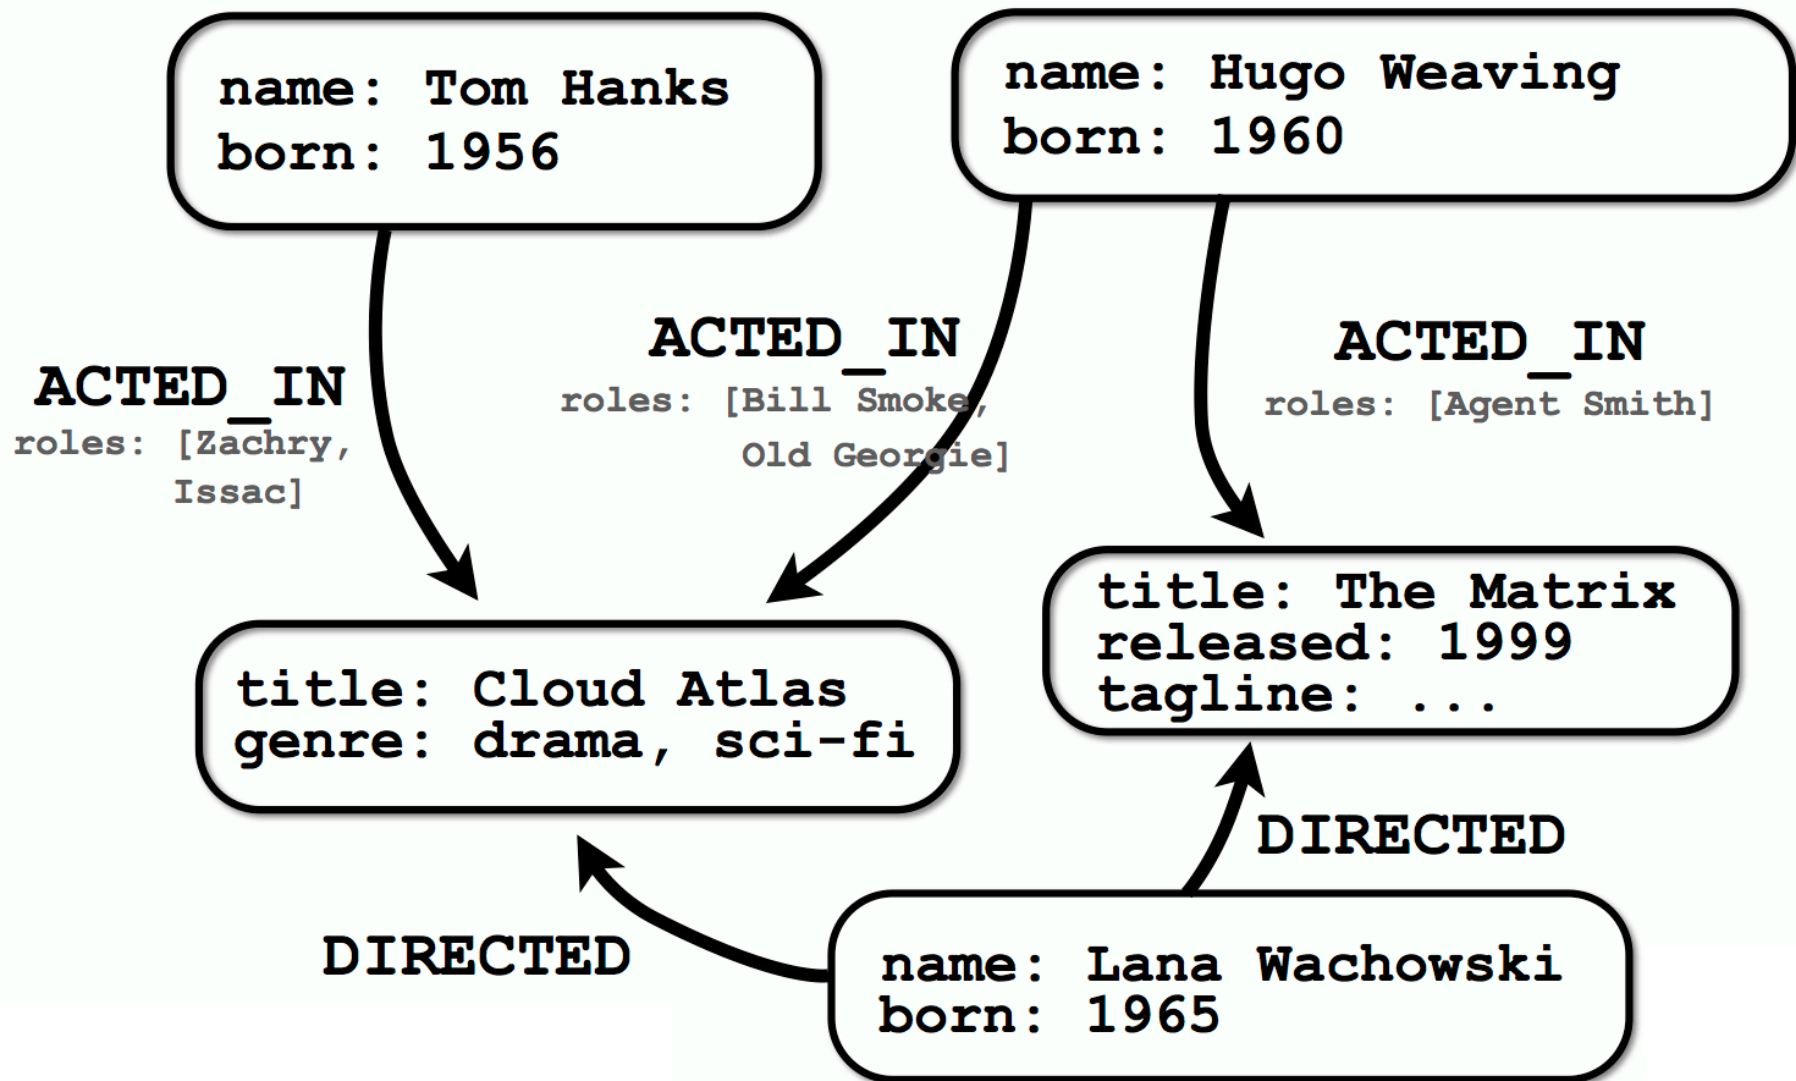 name: Tom Hanks
born: 1956
name: Hugo Weaving
born: 1960
ACTED_IN
roles: [Zachry,
Issac]
ACTED_IN
roles: [Bill Smoke,
Old Georgie]
ACTED_IN
roles: [Agent Smith]
title: Cloud Atlas
genre: drama, sci-fi
title: The Matrix
released: 1999
tagline: ...
DIRECTED
DIRECTED
name: Lana Wachowski
born: 1965